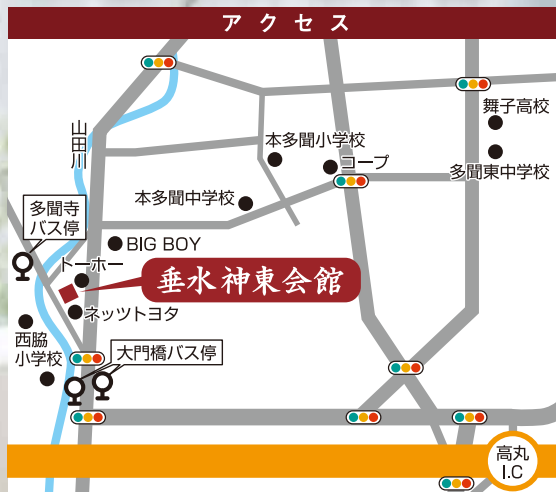 アクセス
山田川
舞子高校
本多聞小学校
コープ
多聞東中学校
本多聞中学校
多聞寺
バス停
BIG BOY
トーホー
垂水神東会館
ネッツトヨタ
西脇
小学校
大門橋バス停
高丸
I.C